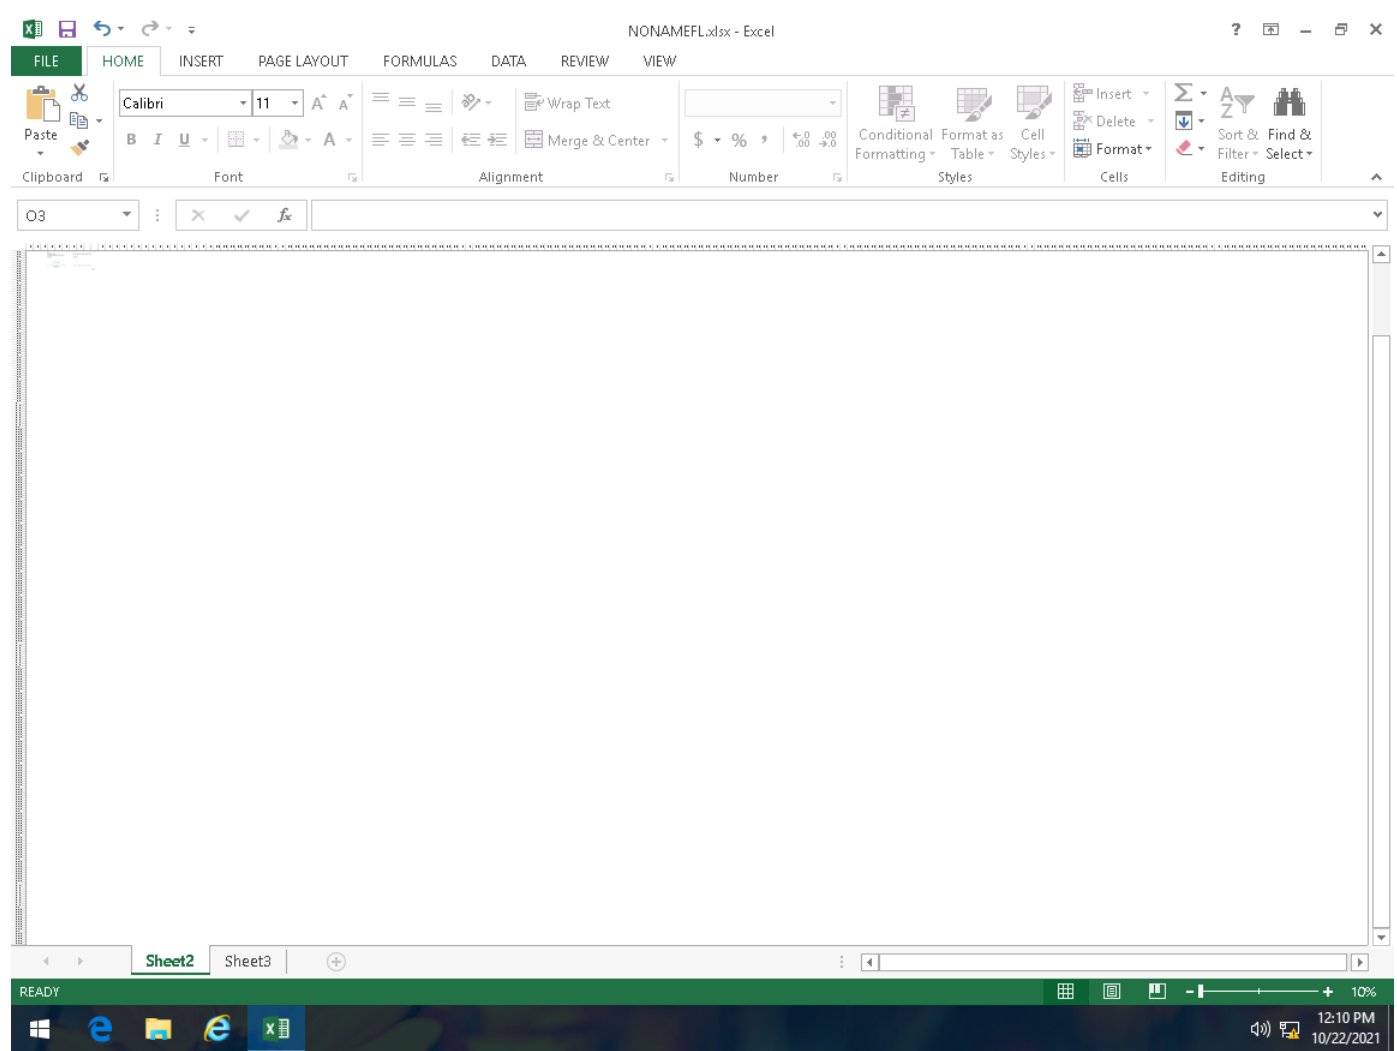 NONAMEFL.xlsx - Excel
FILE HOME INSERT PAGE LAYOUT FORMULAS DATA REVIEW VIEW
Paste
Calibri 11
B I U A
Wrap Text
Merge & Center
$ % ,
Conditional Formatting
Format as Table
Cell Styles
Insert
Delete
Format
Sort & Filter
Find & Select
Clipboard Font Alignment Number Styles Cells Editing
O3 fx
Sheet2 Sheet3
READY 10%
12:10 PM
10/22/2021